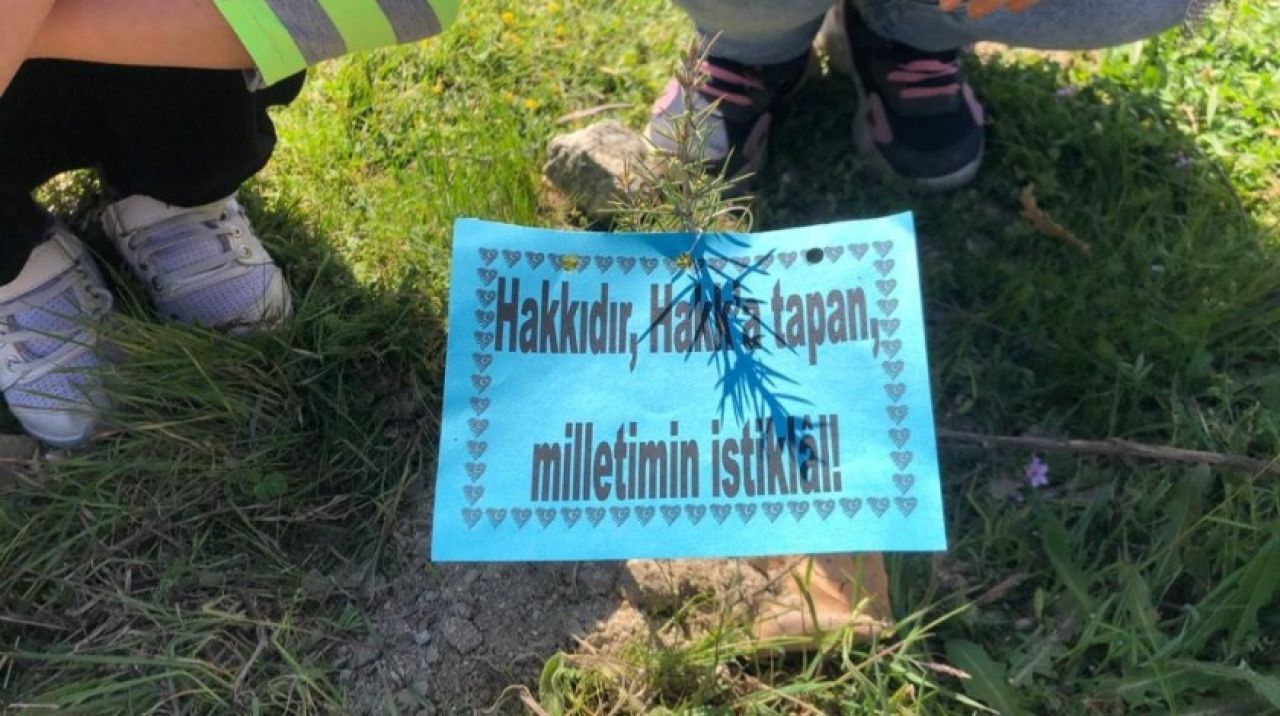 Hakkıdır, Hakk'a tapan,
milletimin istiklâl!